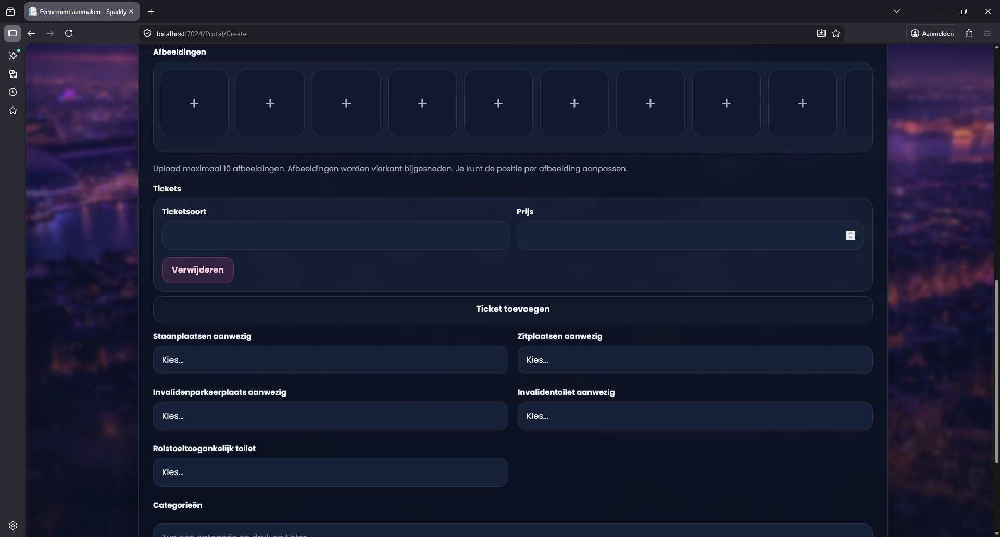 Evenement aanmaken - Sparkly
localhost:7024/Portal/Create
Aanmelden
Afbeeldingen
+ + + + + + + + +
Upload maximaal 10 afbeeldingen. Afbeeldingen worden vierkant bijgesneden. Je kunt de positie per afbeelding aanpassen.
Tickets
Ticketsoort Prijs
Verwijderen
Ticket toevoegen
Staanplaatsen aanwezig Zitplaatsen aanwezig
Kies... Kies...
Invalidenparkeerplaats aanwezig Invalidentoilet aanwezig
Kies... Kies...
Rolstoeltoegankelijk toilet
Kies...
Categorieën
Typ een categorie en druk op Enter